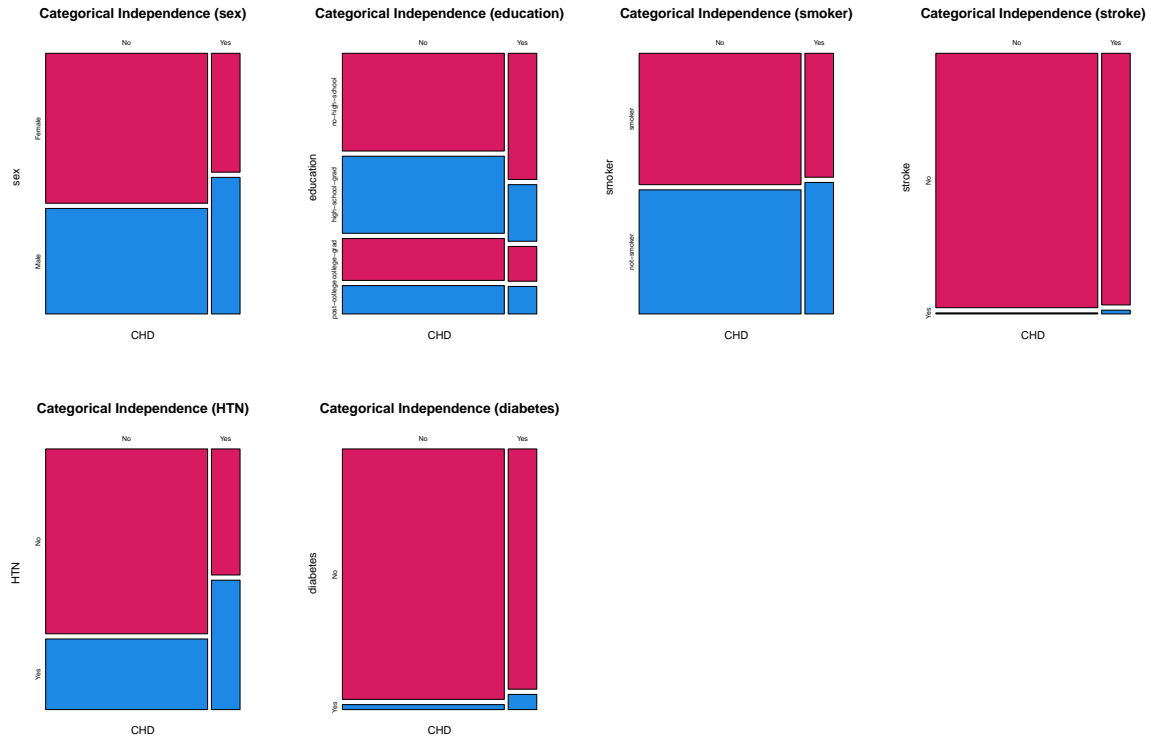 Categorical Independence (sex)
No Yes
Female
Male
sex
CHD
Categorical Independence (education)
No Yes
no−high−school
high−school−grad
college−grad
post−college
education
CHD
Categorical Independence (smoker)
No Yes
smoker
not−smoker
smoker
CHD
Categorical Independence (stroke)
No Yes
No
Yes
stroke
CHD
Categorical Independence (HTN)
No Yes
No
Yes
HTN
CHD
Categorical Independence (diabetes)
No Yes
No
Yes
diabetes
CHD